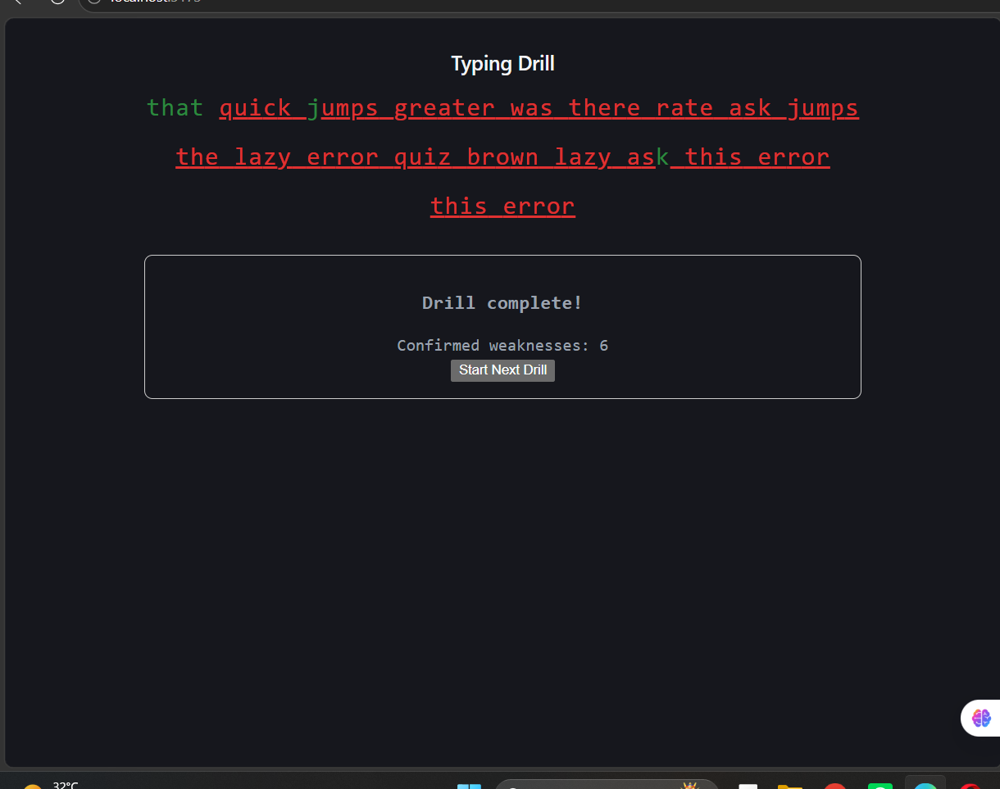 Typing Drill
that quick jumps greater was there rate ask jumps
the lazy error quiz brown lazy ask this error
this error
Drill complete!
Confirmed weaknesses: 6
Start Next Drill
32°C